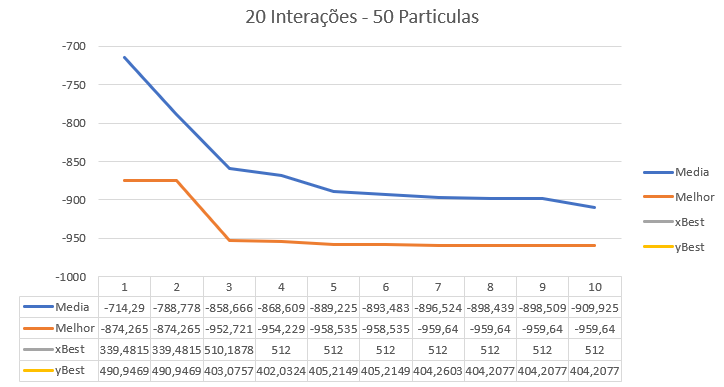 20 Interações - 50 Particulas
-700
-750
-800
-850
-900
-950
-1000
1 2 3 4 5 6 7 8 9 10
Media -714,29 -788,778 -858,666 -868,609 -889,225 -893,483 -896,524 -898,439 -898,509 -909,925
Melhor -874,265 -874,265 -952,721 -954,229 -958,535 -958,535 -959,64 -959,64 -959,64 -959,64
xBest 339,4815 339,4815 510,1878 512 512 512 512 512 512 512
yBest 490,9469 490,9469 403,0757 402,0324 405,2149 405,2149 404,2603 404,2077 404,2077 404,2077
Media
Melhor
xBest
yBest